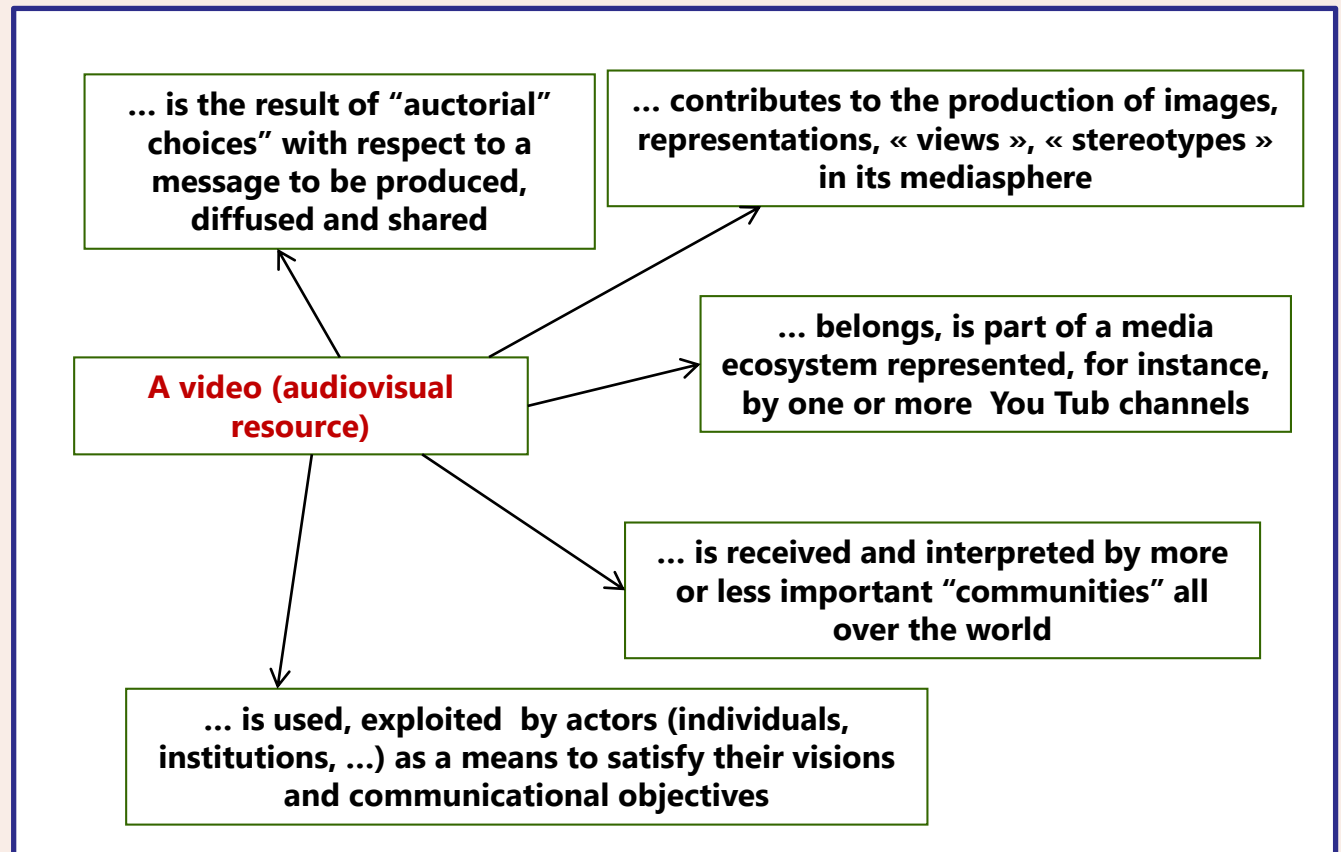 … is the result of “auctorial”
choices” with respect to a
message to be produced,
diffused and shared
… contributes to the production of images,
representations, « views », « stereotypes »
in its mediasphere
… belongs, is part of a media
ecosystem represented, for instance,
by one or more You Tub channels
A video (audiovisual
resource)
… is received and interpreted by more
or less important “communities” all
over the world
… is used, exploited by actors (individuals,
institutions, …) as a means to satisfy their visions
and communicational objectives